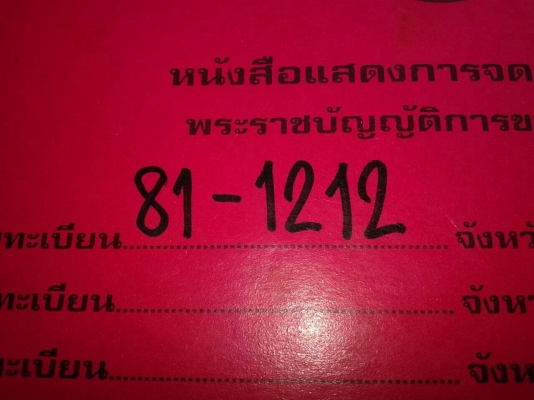 หนังสือแสดงการจด
พระราชบัญญัติการข
ทะเบียน 81-1212 จังหว
ทะเบียน จังหว
ทะเบียน จังห